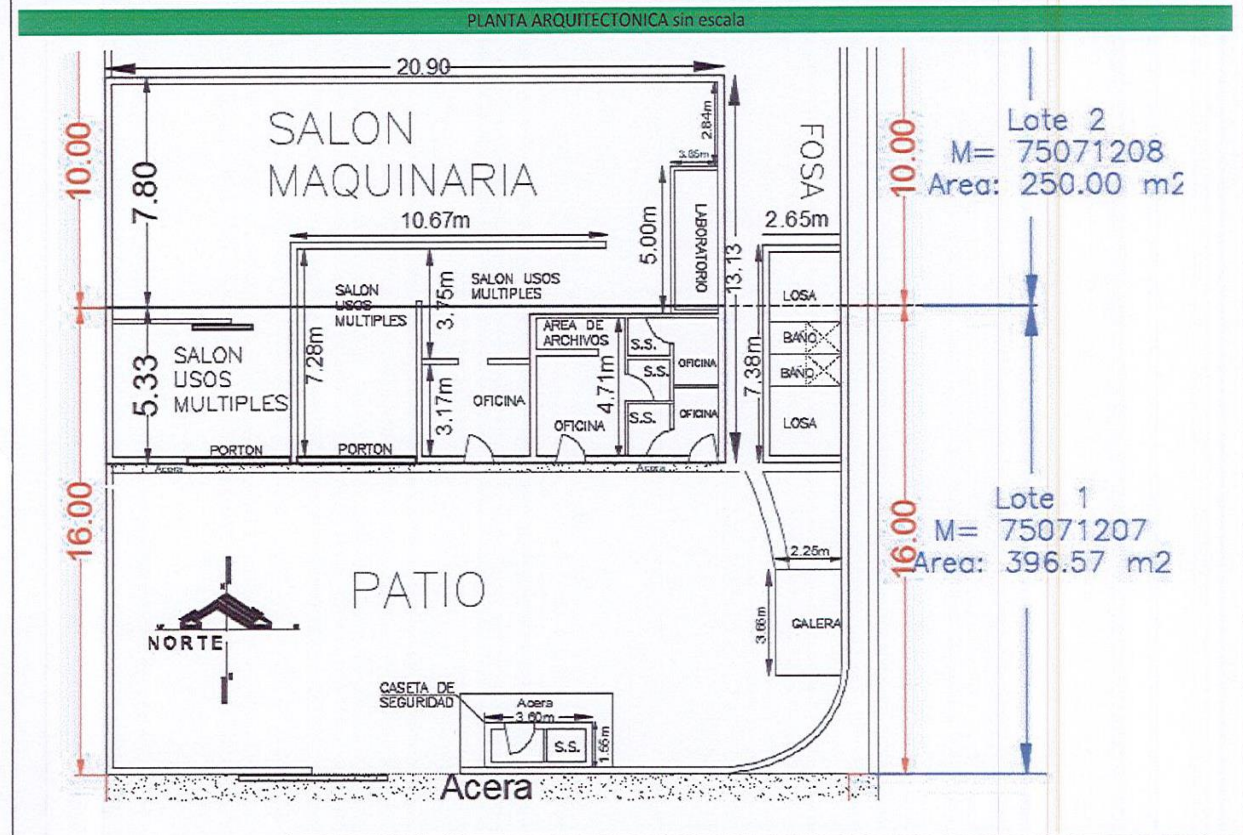 PLANTA ARQUITECTONICA sin escala
20.90
10.00
7.80
SALON
MAQUINARIA
2.84m
3.85m
FOSA
10.00
Lote 2
M= 75071208
Area: 250.00 m2
10.67m
5.00m
LABORATORIO
13.13
2.65m
SALON
USOS
MULTIPLES
3.75m
SALON USOS
MULTIPLES
LOSA
7.28m
AREA DE
ARCHIVOS
S.S.
OFICINA
BAÑO
5.33
SALON
USOS
MULTIPLES
4.71m
S.S.
7.38m
BAÑO
3.17m
OFICINA
OFICINA
S.S.
OFICINA
LOSA
PORTON
PORTON
Acera
Acera
16.00
16.00
Lote 1
M= 75071207
Area: 396.57 m2
2.25m
PATIO
3.66m
GALERA
NORTE
CASETA DE
SEGURIDAD
Acera
3.60m
S.S.
1.55m
Acera